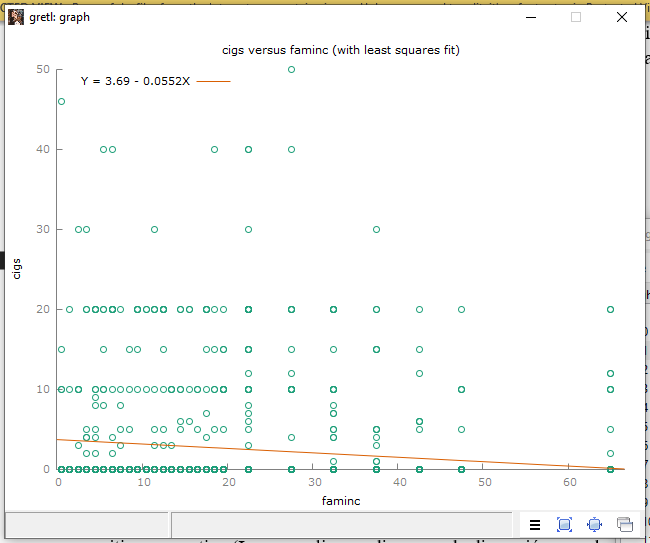 gretl: graph
cigs versus faminc (with least squares fit)
Y = 3.69 - 0.0552X
50
40
30
20
10
0
cigs
0
10
20
30
40
50
60
faminc